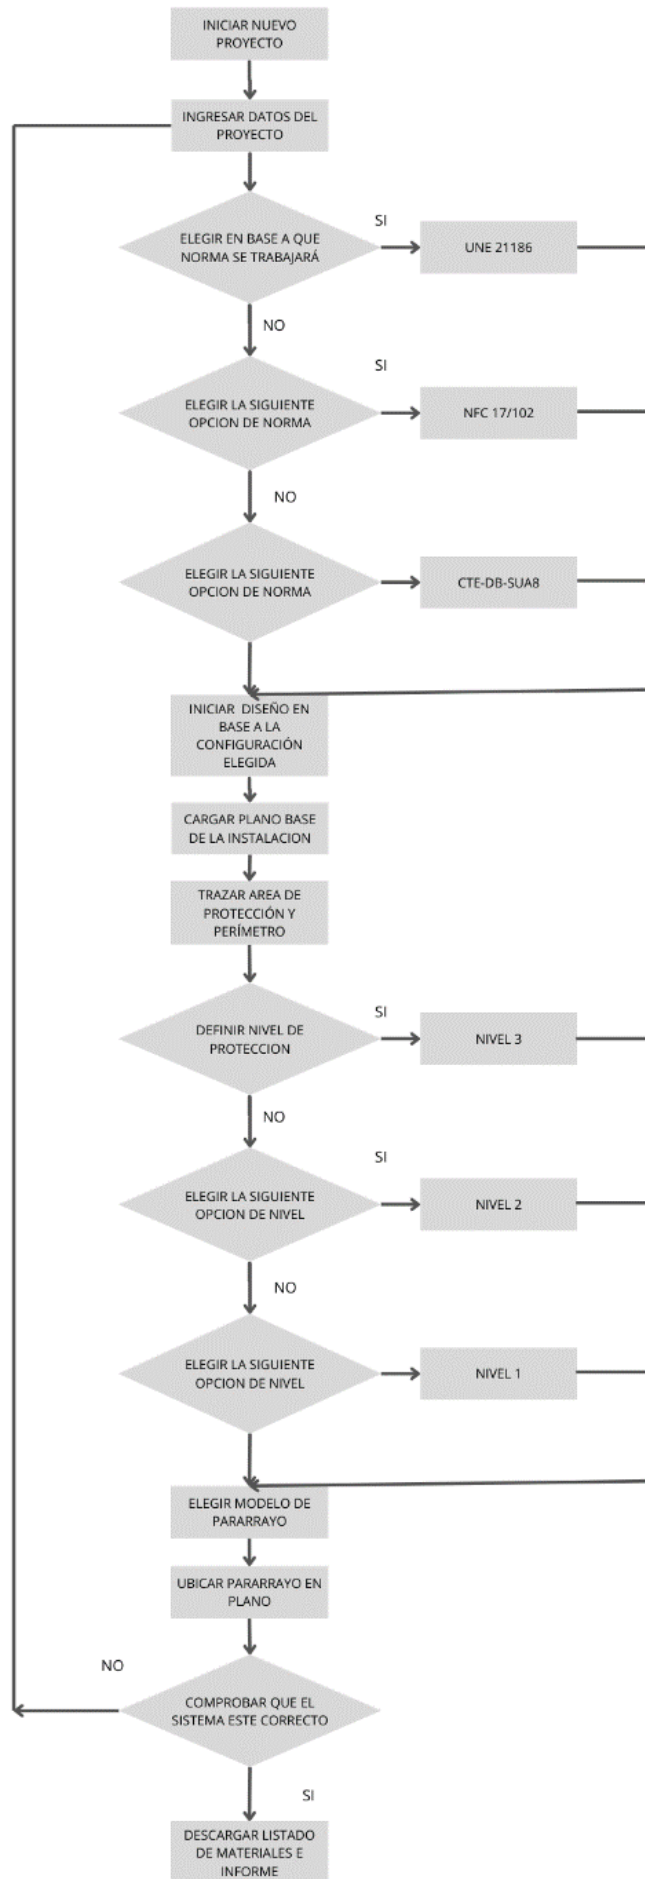 INICIAR NUEVO
PROYECTO
INGRESAR DATOS DEL
PROYECTO
ELEGIR EN BASE A QUE
NORMA SE TRABAJARÁ
SI
UNE 21186
NO
ELEGIR LA SIGUIENTE
OPCION DE NORMA
SI
NFC 17/102
NO
ELEGIR LA SIGUIENTE
OPCION DE NORMA
CTE-DB-SUA8
INICIAR DISEÑO EN
BASE A LA
CONFIGURACIÓN
ELEGIDA
CARGAR PLANO BASE
DE LA INSTALACION
TRAZAR AREA DE
PROTECCIÓN Y
PERÍMETRO
DEFINIR NIVEL DE
PROTECCION
SI
NIVEL 3
NO
ELEGIR LA SIGUIENTE
OPCION DE NIVEL
SI
NIVEL 2
NO
ELEGIR LA SIGUIENTE
OPCION DE NIVEL
NIVEL 1
ELEGIR MODELO DE
PARARRAYO
UBICAR PARARRAYO EN
PLANO
NO
COMPROBAR QUE EL
SISTEMA ESTE CORRECTO
SI
DESCARGAR LISTADO
DE MATERIALES E
INFORME